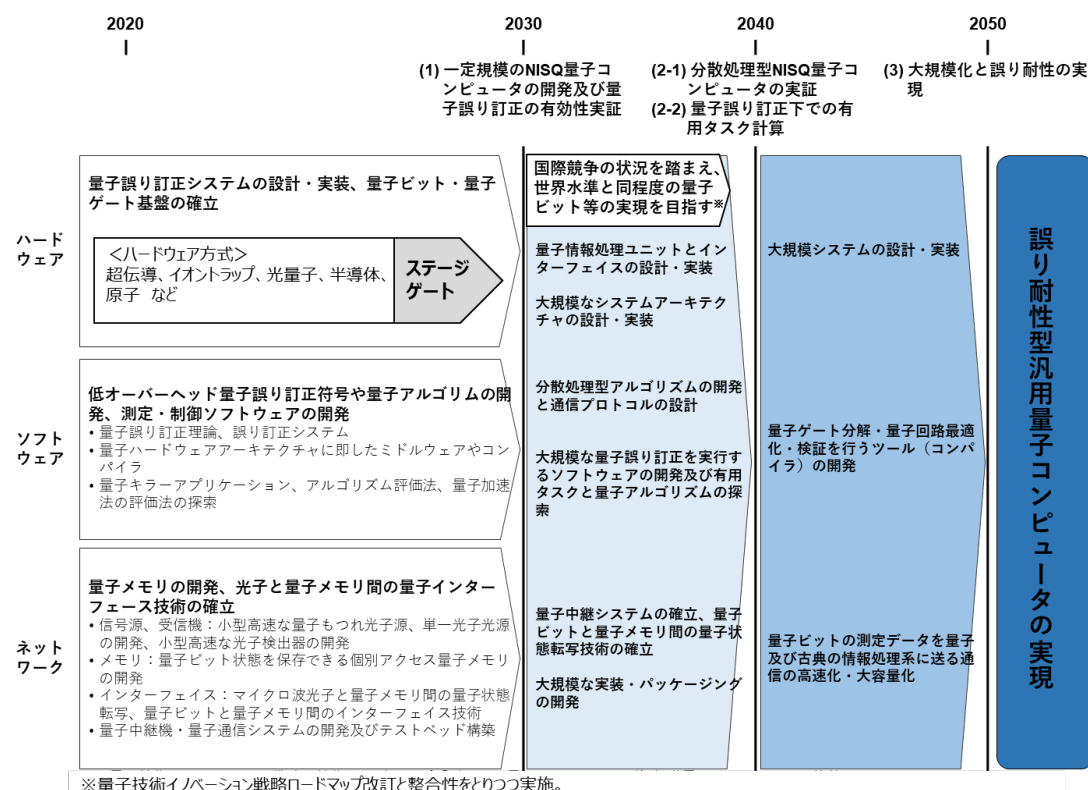 2020
2030
2040
2050
(1) 一定規模のNISQ量子コ
ンピュータの開発及び量
子誤り訂正の有効性実証
(2-1) 分散処理型NISQ量子コ
ンピュータの実証
(2-2) 量子誤り訂正下での有
用タスク計算
(3) 大規模化と誤り耐性の実
現
ハード
ウェア
量子誤り訂正システムの設計・実装、量子ビット・量子
ゲート基盤の確立
＜ハードウェア方式＞
超伝導、イオントラップ、光量子、半導体、
原子 など
ステージ
ゲート
国際競争の状況を踏まえ、
世界水準と同程度の量子
ビット等の実現を目指す※
量子情報処理ユニットとイン
ターフェイスの設計・実装
大規模なシステムアーキテク
チャの設計・実装
大規模システムの設計・実装
ソフト
ウェア
低オーバーヘッド量子誤り訂正符号や量子アルゴリムの開
発、測定・制御ソフトウェアの開発
• 量子誤り訂正理論、誤り訂正システム
• 量子ハードウェアアーキテクチャに即したミドルウェアやコン
パイラ
• 量子キラーアプリケーション、アルゴリズム評価法、量子加速
法の評価法の探索
分散処理型アルゴリズムの開発
と通信プロトコルの設計
大規模な量子誤り訂正を実行す
るソフトウェアの開発及び有用
タスクと量子アルゴリズムの探
索
量子ゲート分解・量子回路最適
化・検証を行うツール（コンパ
イラ）の開発
ネット
ワーク
量子メモリの開発、光子と量子メモリ間の量子インター
フェース技術の確立
• 信号源、受信機：小型高速な量子もつれ光子源、単一光子光源
の開発、小型高速な光子検出器の開発
• メモリ：量子ビット状態を保存できる個別アクセス量子メモリ
の開発
• インターフェイス：マイクロ波光子と量子メモリ間の量子状態
転写、量子ビットと量子メモリ間のインターフェイス技術
• 量子中継機・量子通信システムの開発及びテストベッド構築
量子中継システムの確立、量子
ビットと量子メモリ間の量子状
態転写技術の確立
大規模な実装・パッケージング
の開発
量子ビットの測定データを量子
及び古典の情報処理系に送る通
信の高速化・大容量化
誤り耐性型汎用量子コンピュータの実現
※量子技術イノベーション戦略ロードマップ改訂と整合性をとりつつ実施。